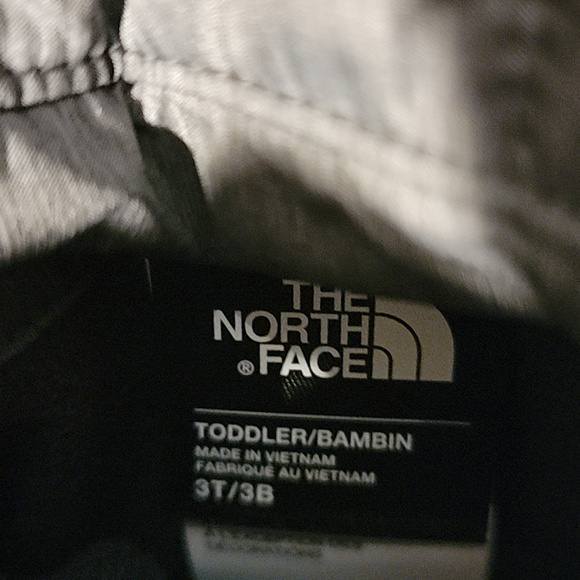 THE
NORTH
® FACE
TODDLER/BAMBIN
MADE IN VIETNAM
FABRIQUÉ AU VIETNAM
3T/3B